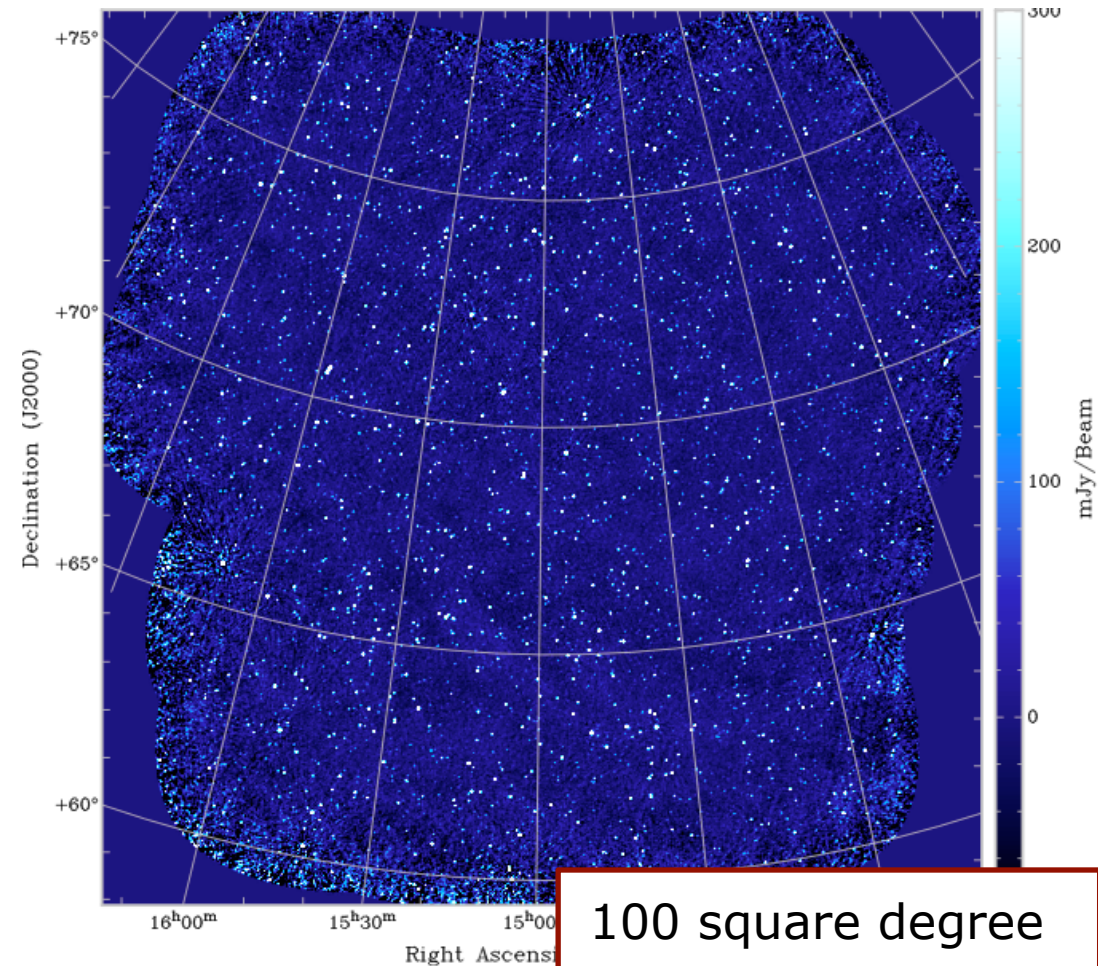 +75°
+70°
+65°
+60°
Declination (J2000)
16ʰ00ᵐ
15ʰ30ᵐ
15ʰ00
Right Ascensi
300
200
100
0
mJy/Beam
100 square degree